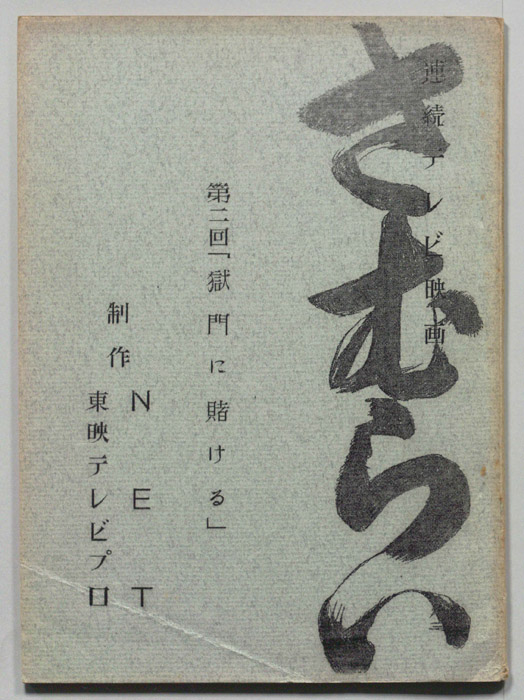 連続テレビ映画
さむらい
第二回「獄門に賭ける」
制作
NET
東映テレビプロ